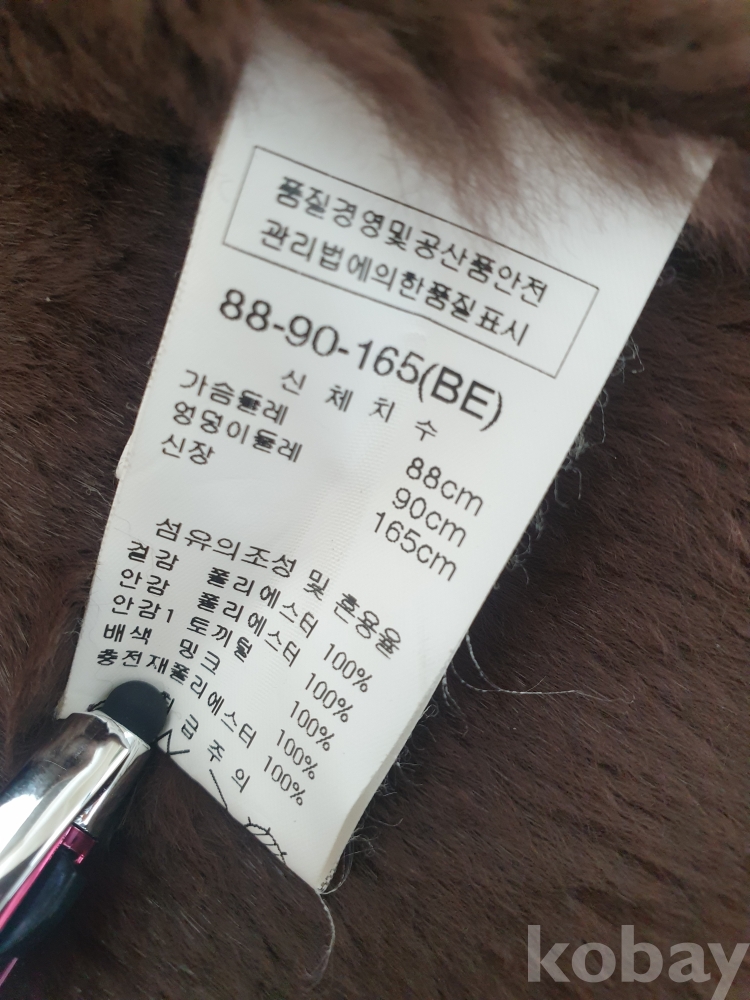 품질경영및공산품안전
관리법에의한품질표시
88-90-165(BE)
신 체 치 수
가슴둘레 88cm
엉덩이둘레 90cm
신장 165cm
섬유의조성 및 혼용율
겉감 폴리에스터 100%
안감 폴리에스터 100%
안감1 토끼털 100%
배색 밍크 100%
충전재폴리에스터 100%
급 주 의
kobay